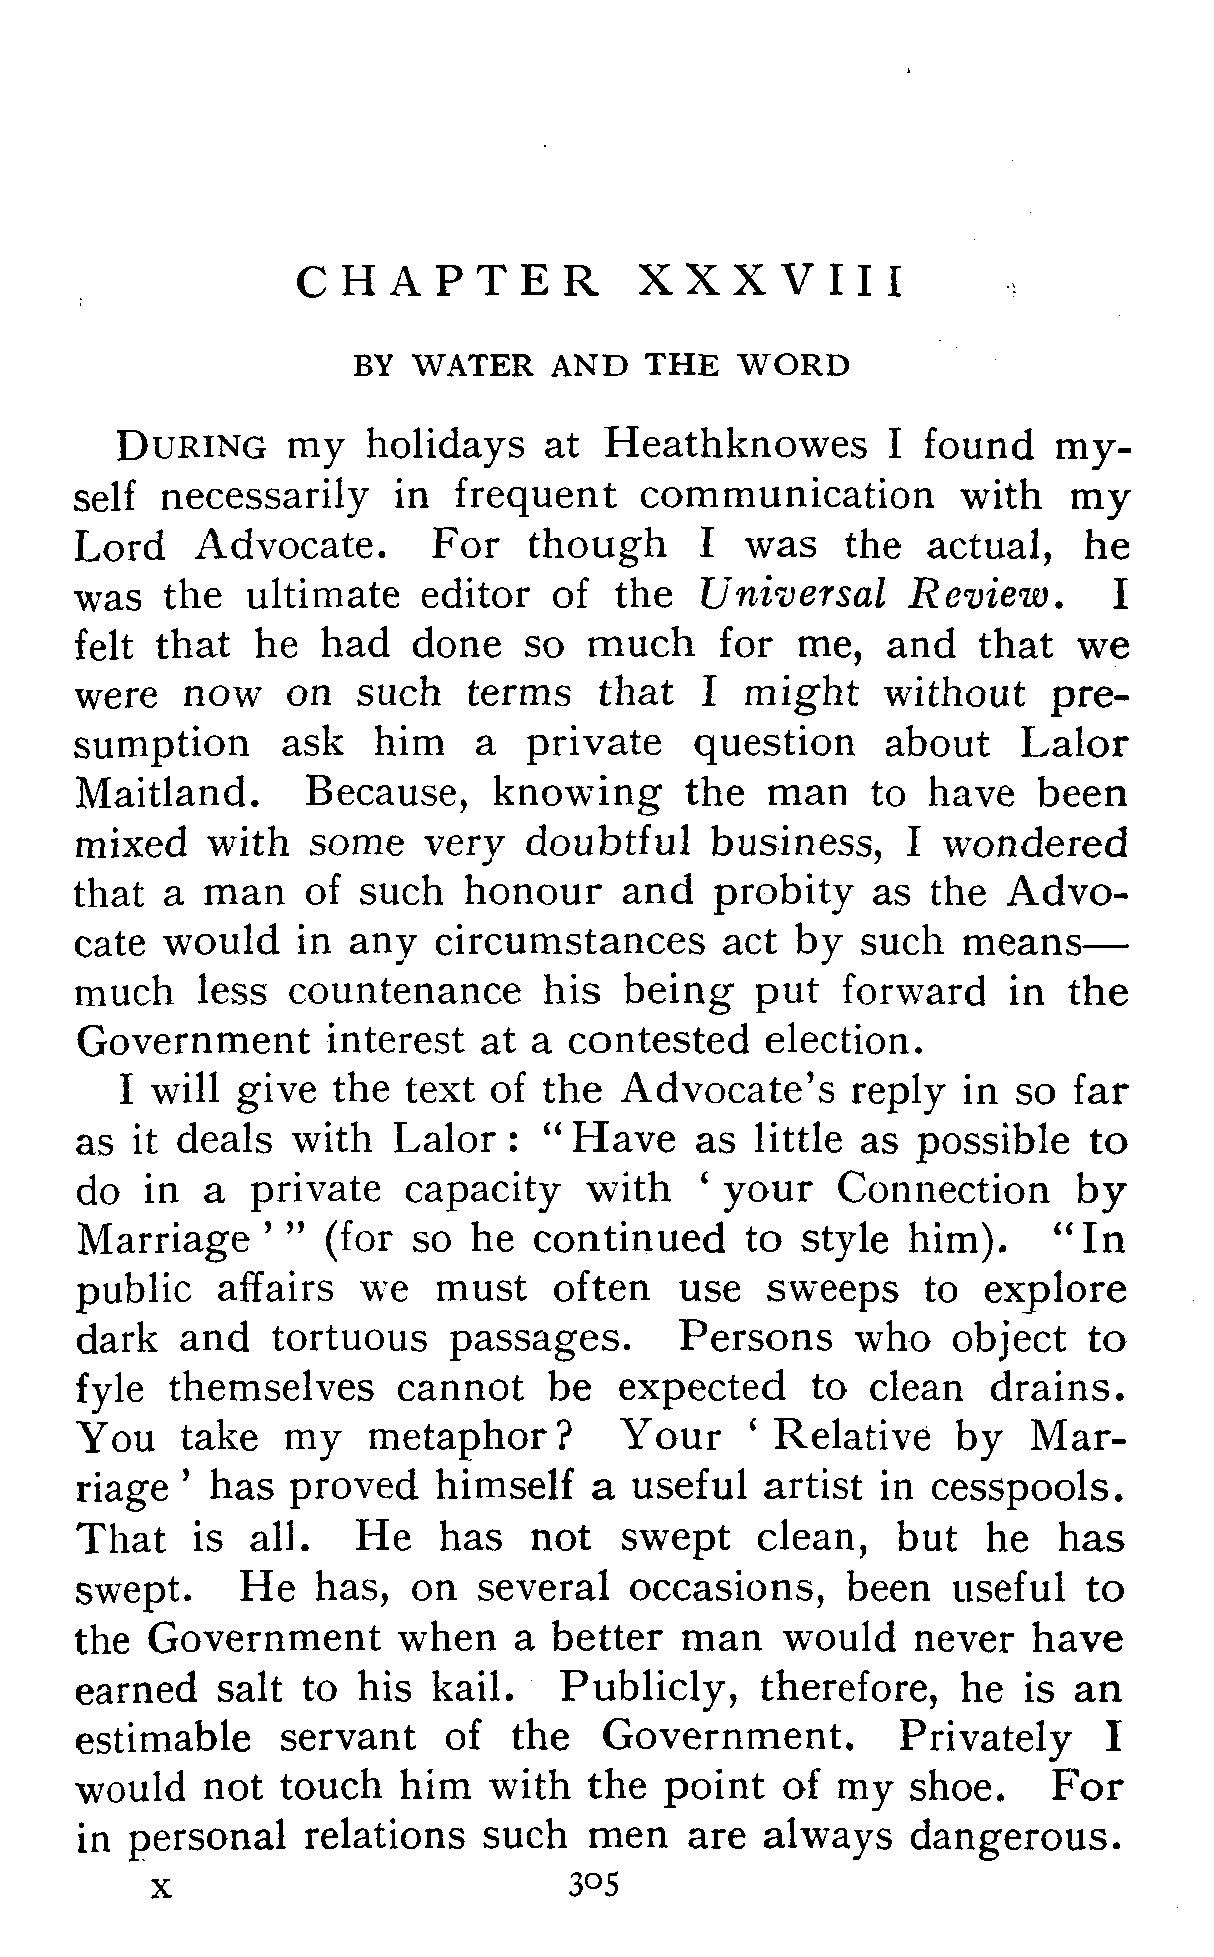 CHAPTER XXXVIII
BY WATER AND THE WORD
DURING my holidays at Heathknowes I found my-
self necessarily in frequent communication with my
Lord Advocate. For though I was the actual, he
was the ultimate editor of the Universal Review. I
felt that he had done so much for me, and that we
were now on such terms that I might without pre-
sumption ask him a private question about Lalor
Maitland. Because, knowing the man to have been
mixed with some very doubtful business, I wondered
that a man of such honour and probity as the Advo-
cate would in any circumstances act by such means—
much less countenance his being put forward in the
Government interest at a contested election.
I will give the text of the Advocate's reply in so far
as it deals with Lalor : “ Have as little as possible to
do in a private capacity with ‘ your Connection by
Marriage ’ ” (for so he continued to style him). “ In
public affairs we must often use sweeps to explore
dark and tortuous passages. Persons who object to
fyle themselves cannot be expected to clean drains.
You take my metaphor? Your ‘ Relative by Mar-
riage ’ has proved himself a useful artist in cesspools.
That is all. He has not swept clean, but he has
swept. He has, on several occasions, been useful to
the Government when a better man would never have
earned salt to his kail. Publicly, therefore, he is an
estimable servant of the Government. Privately I
would not touch him with the point of my shoe. For
in personal relations such men are always dangerous.
X 305